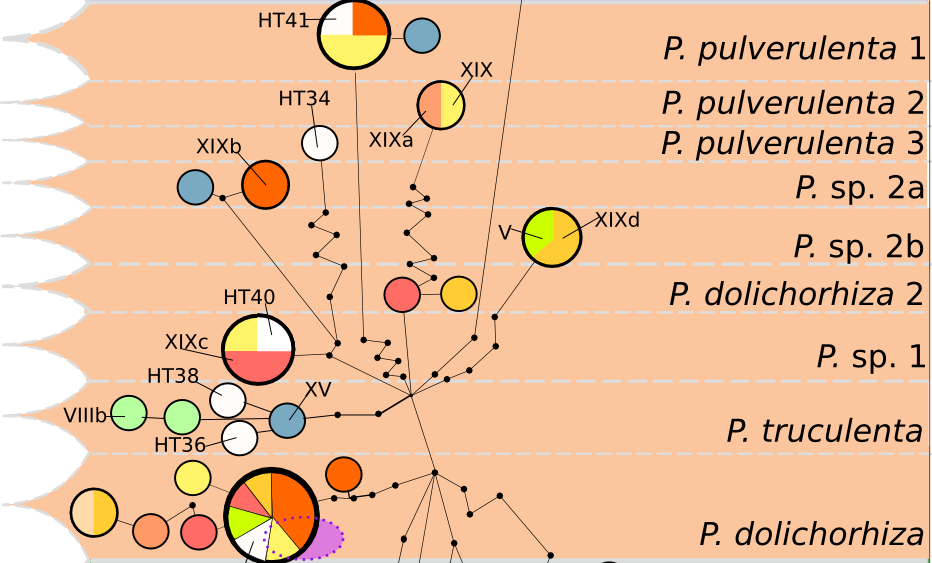 HT41
P. pulverulenta 1
XIX
HT34
P. pulverulenta 2
XIXa
XIXb
P. pulverulenta 3
P. sp. 2a
V
XIXd
P. sp. 2b
HT40
P. dolichorhiza 2
XIXc
P. sp. 1
HT38
XV
VIIIb
HT36
P. truculenta
P. dolichorhiza